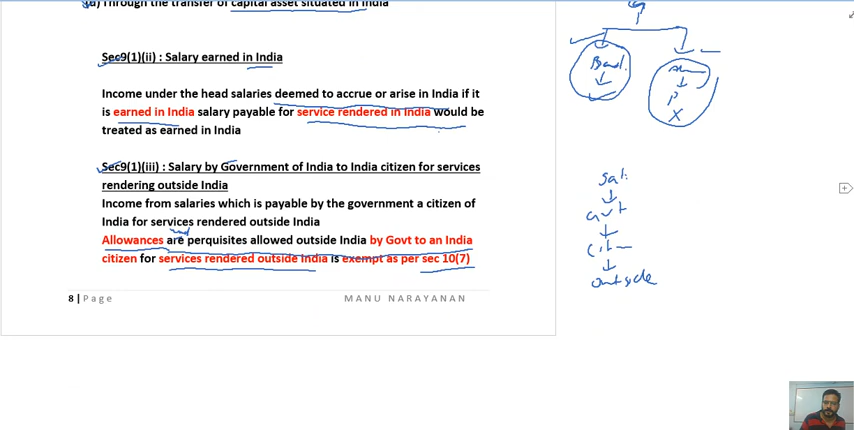 (d) Through the transfer of capital asset situated in India
Sec9(1)(ii) : Salary earned in India
Income under the head salaries deemed to accrue or arise in India if it
is earned in India salary payable for service rendered in India would be
treated as earned in India
Sec9(1)(iii) : Salary by Government of India to India citizen for services
rendering outside India
Income from salaries which is payable by the government a citizen of
India for services rendered outside India
and
Allowances are perquisites allowed outside India by Govt to an India
citizen for services rendered outside India is exempt as per sec 10(7)
8 | Page
MANU NARAYANAN
P
X
Sal
Gvt
outside